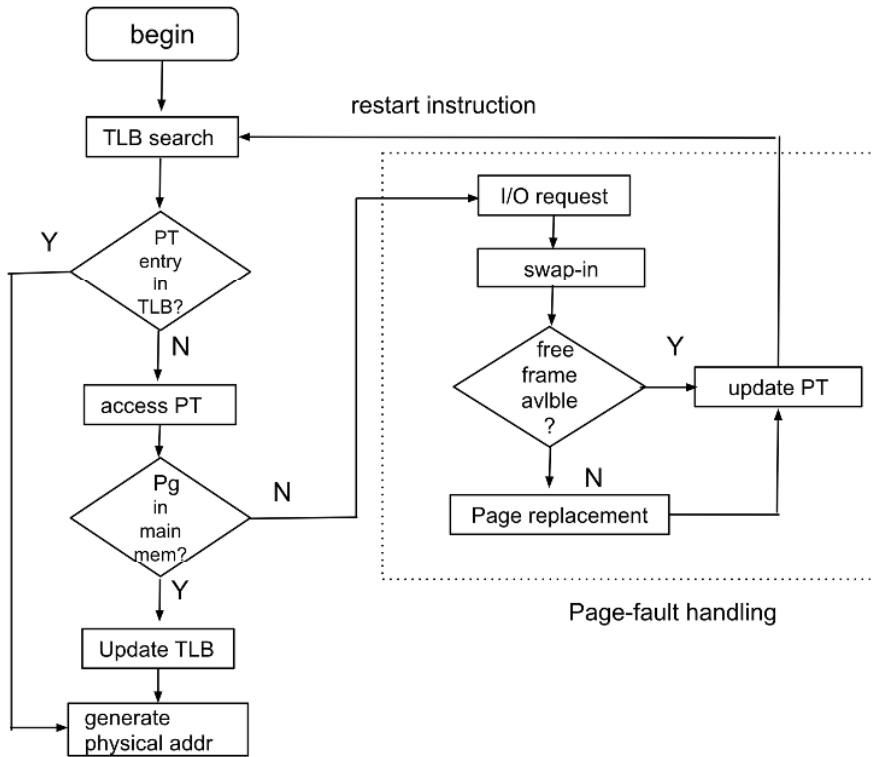 begin
restart instruction
TLB search
I/O request
Y
PT
entry
in
TLB?
swap-in
N
free
frame
avlble
?
Y
update PT
access PT
Pg
in
main
mem?
N
N
Page replacement
Y
Page-fault handling
Update TLB
generate
physical addr